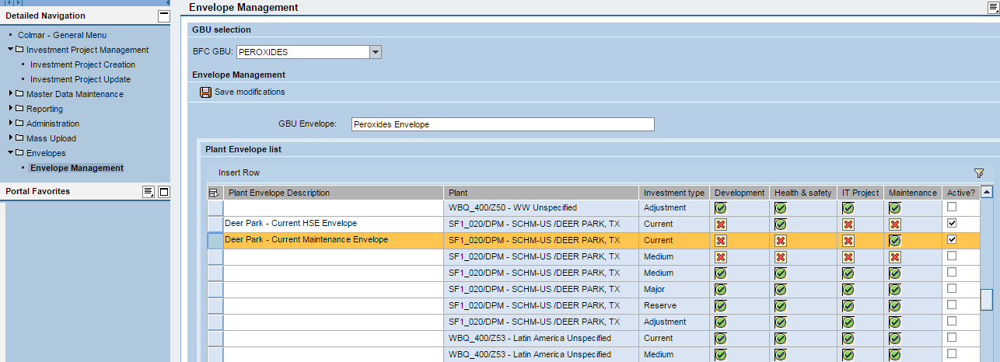 Envelope Management
Detailed Navigation
Colmar - General Menu
Investment Project Management
Investment Project Creation
Investment Project Update
Master Data Maintenance
Reporting
Administration
Mass Upload
Envelopes
Envelope Management
Portal Favorites
GBU selection
BFC GBU: PEROXIDES
Envelope Management
Save modifications
GBU Envelope: Peroxides Envelope
Plant Envelope list
Insert Row
Plant Envelope Description Plant Investment type Development Health & safety IT Project Maintenance Active?
WBQ_400/Z50 - WW Unspecified Adjustment
Deer Park - Current HSE Envelope SF1_020/DPM - SCHM-US /DEER PARK, TX Current
Deer Park - Current Maintenance Envelope SF1_020/DPM - SCHM-US /DEER PARK, TX Current
SF1_020/DPM - SCHM-US /DEER PARK, TX Medium
SF1_020/DPM - SCHM-US /DEER PARK, TX Medium
SF1_020/DPM - SCHM-US /DEER PARK, TX Major
SF1_020/DPM - SCHM-US /DEER PARK, TX Reserve
SF1_020/DPM - SCHM-US /DEER PARK, TX Adjustment
WBQ_400/Z53 - Latin America Unspecified Current
WBQ_400/Z53 - Latin America Unspecified Medium